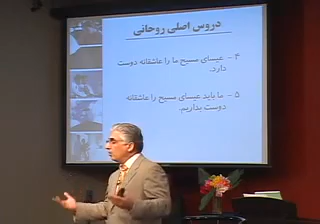 دروس اصلی روحانی
۴ - عیسای مسیح ما را عاشقانه دوست
دارد.
۵ - ما باید عیسای مسیح را عاشقانه
دوست بداریم.